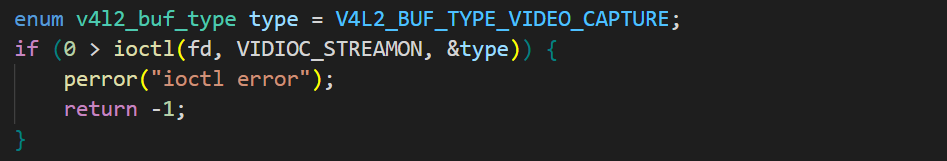 enum v4l2_buf_type type = V4L2_BUF_TYPE_VIDEO_CAPTURE;
if (0 > ioctl(fd, VIDIOC_STREAMON, &type)) {
    perror("ioctl error");
    return -1;
}